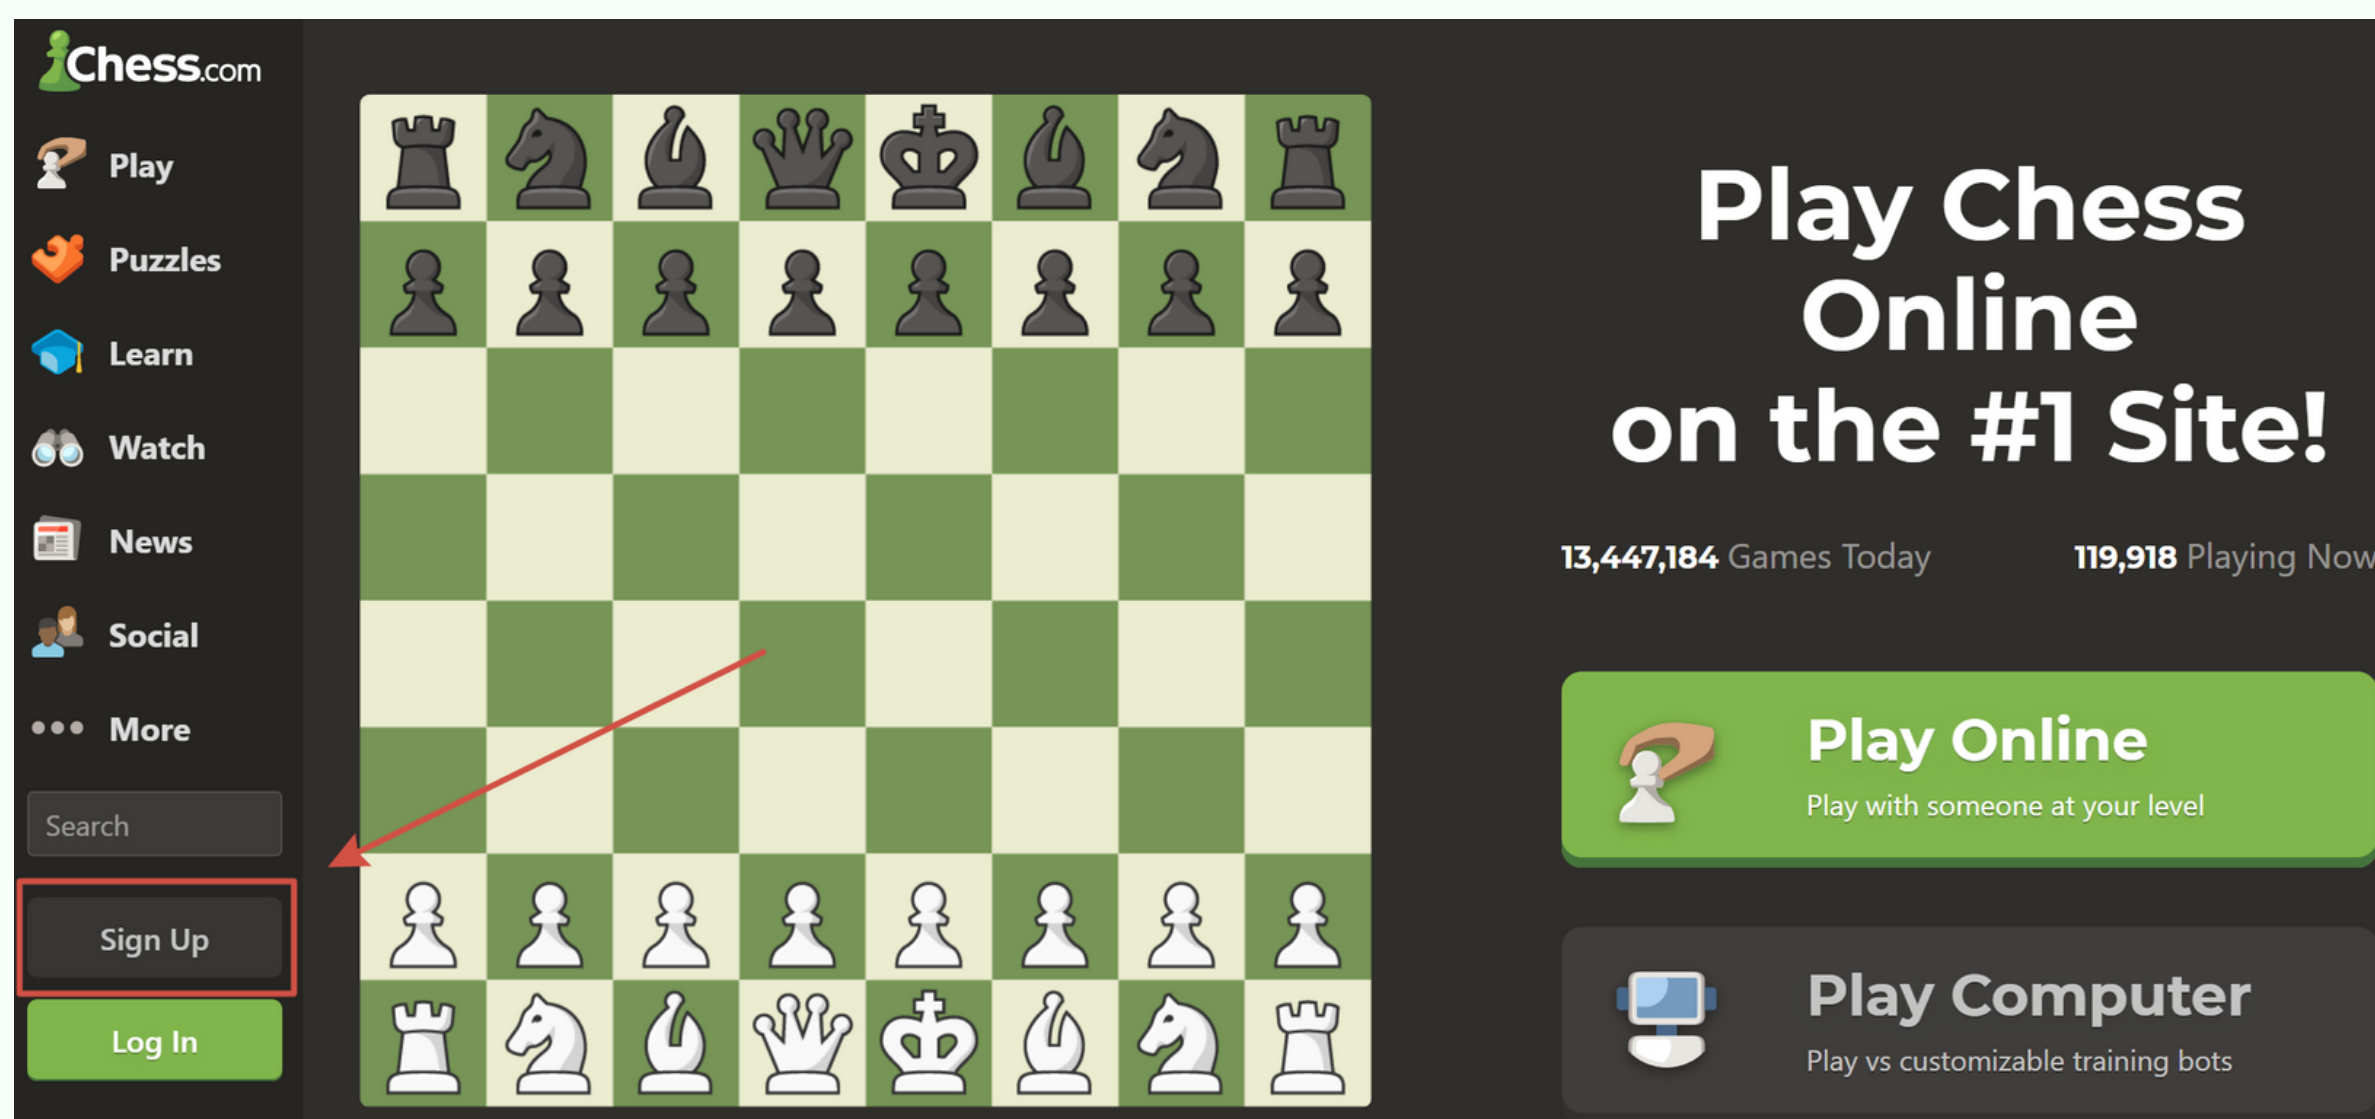 Chess.com
Play
Puzzles
Learn
Watch
News
Social
More
Search
Sign Up
Log In
Play Chess
Online
on the #1 Site!
13,447,184 Games Today
119,918 Playing Now
Play Online
Play with someone at your level
Play Computer
Play vs customizable training bots